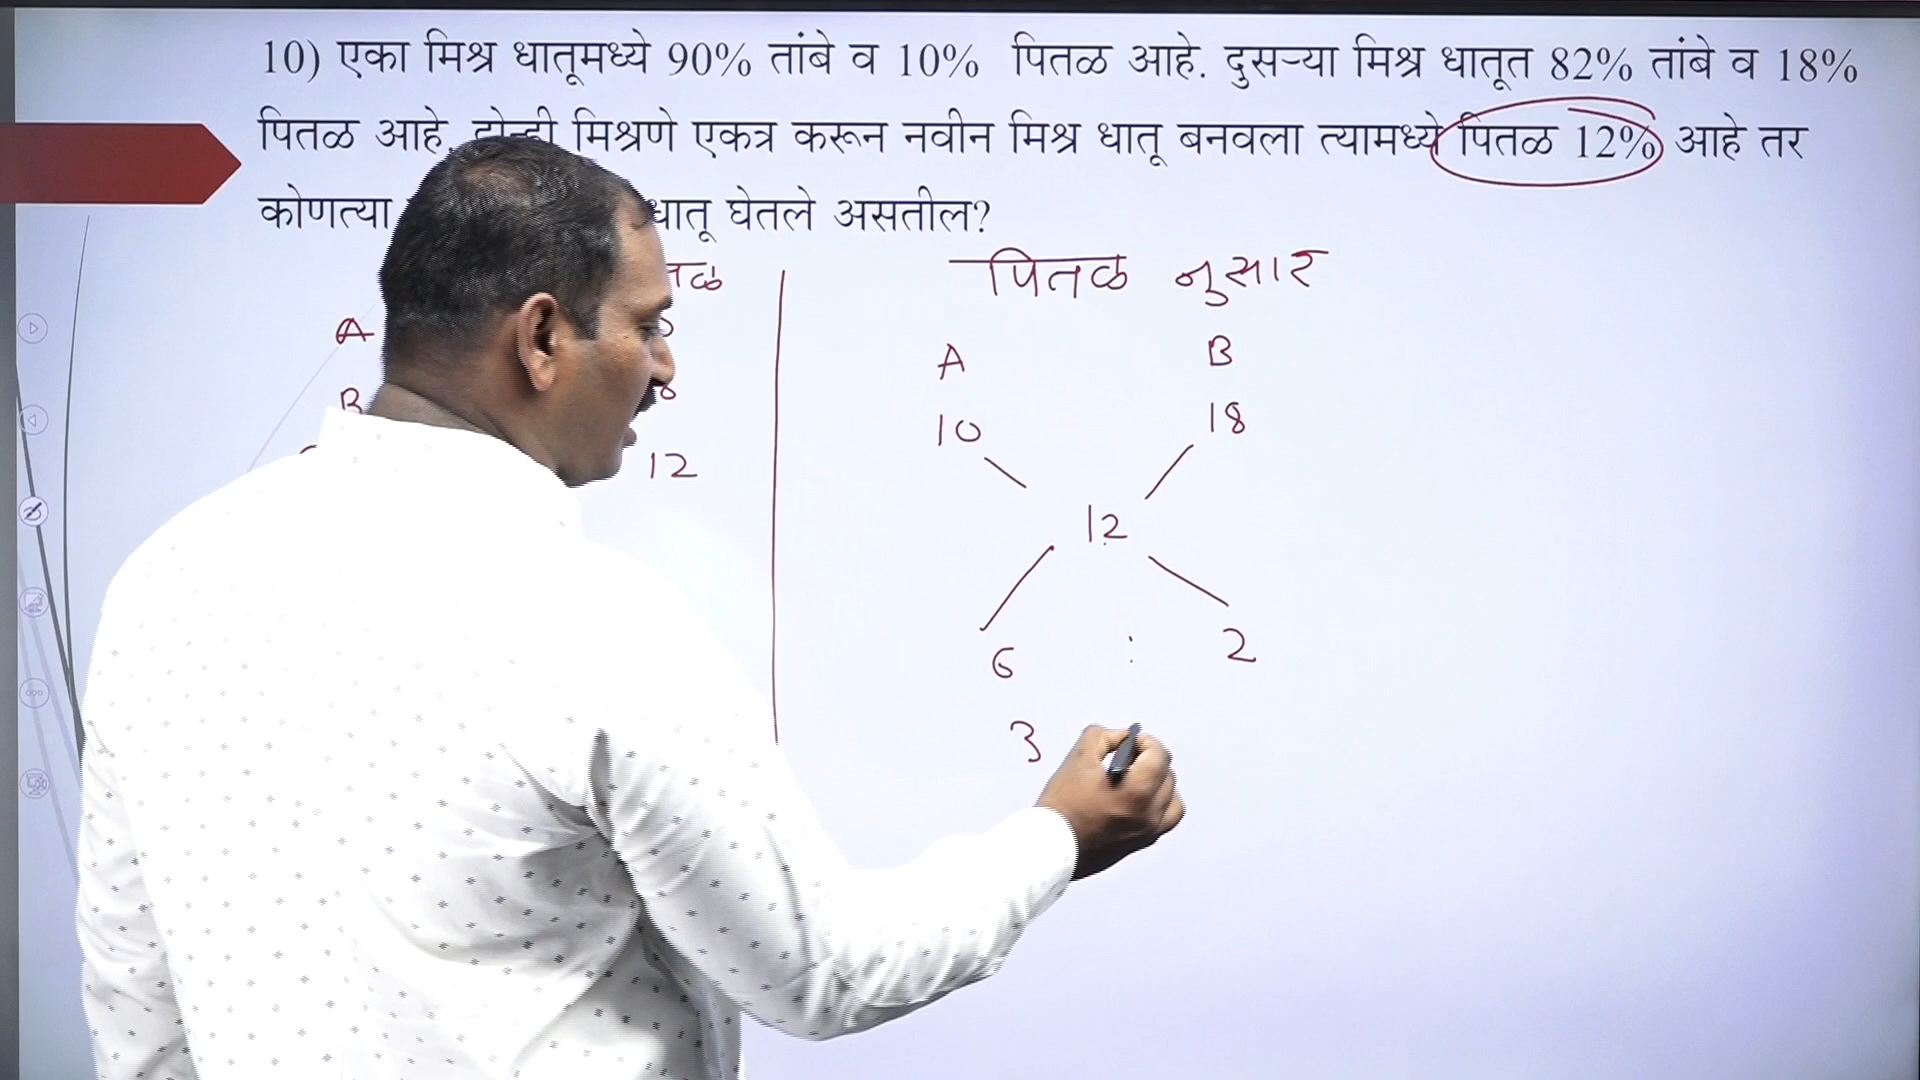 10) एका मिश्र धातूमध्ये 90% तांबे व 10% पितळ आहे. दुसऱ्या मिश्र धातूत 82% तांबे व 18%
पितळ आहे. दोन्ही मिश्रणे एकत्र करून नवीन मिश्र धातू बनवला त्यामध्ये पितळ 12% आहे तर
कोणत्या धातू घेतले असतील?
पितळ नुसार
A
A B
B
10 18
12
12
6 : 2
3